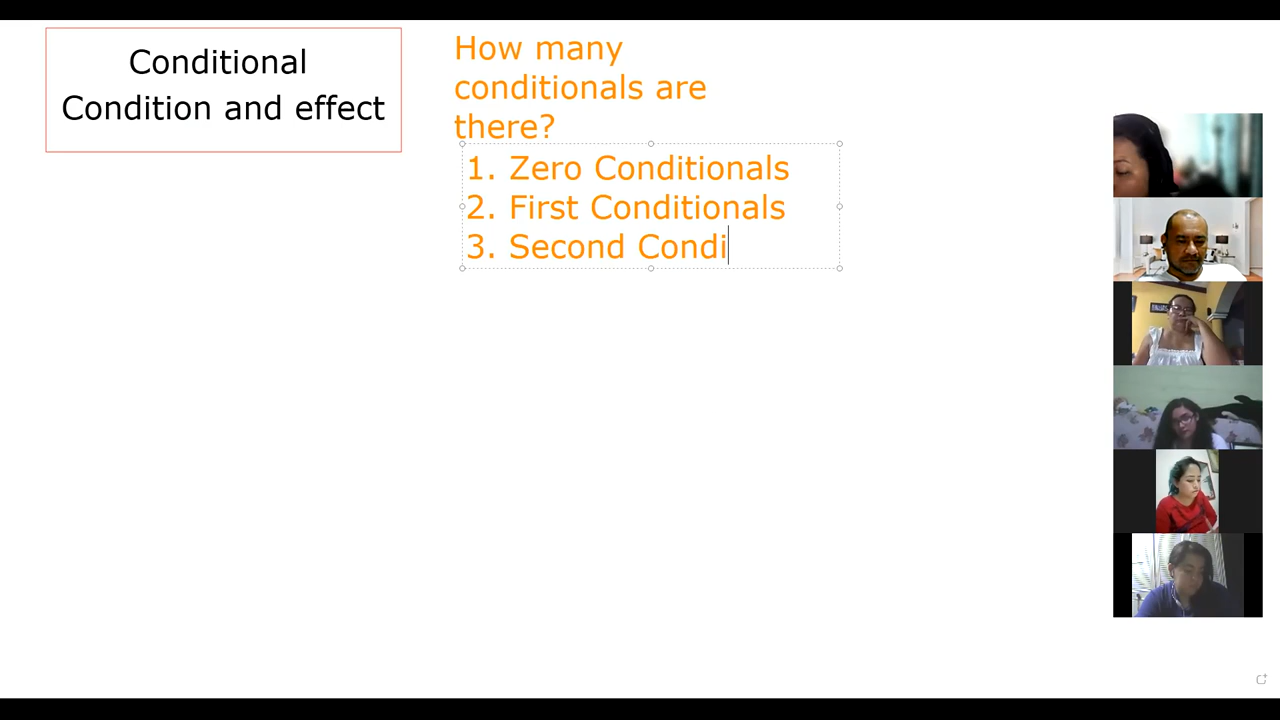 Conditional
Condition and effect
How many
conditionals are
there?
1. Zero Conditionals
2. First Conditionals
3. Second Condi